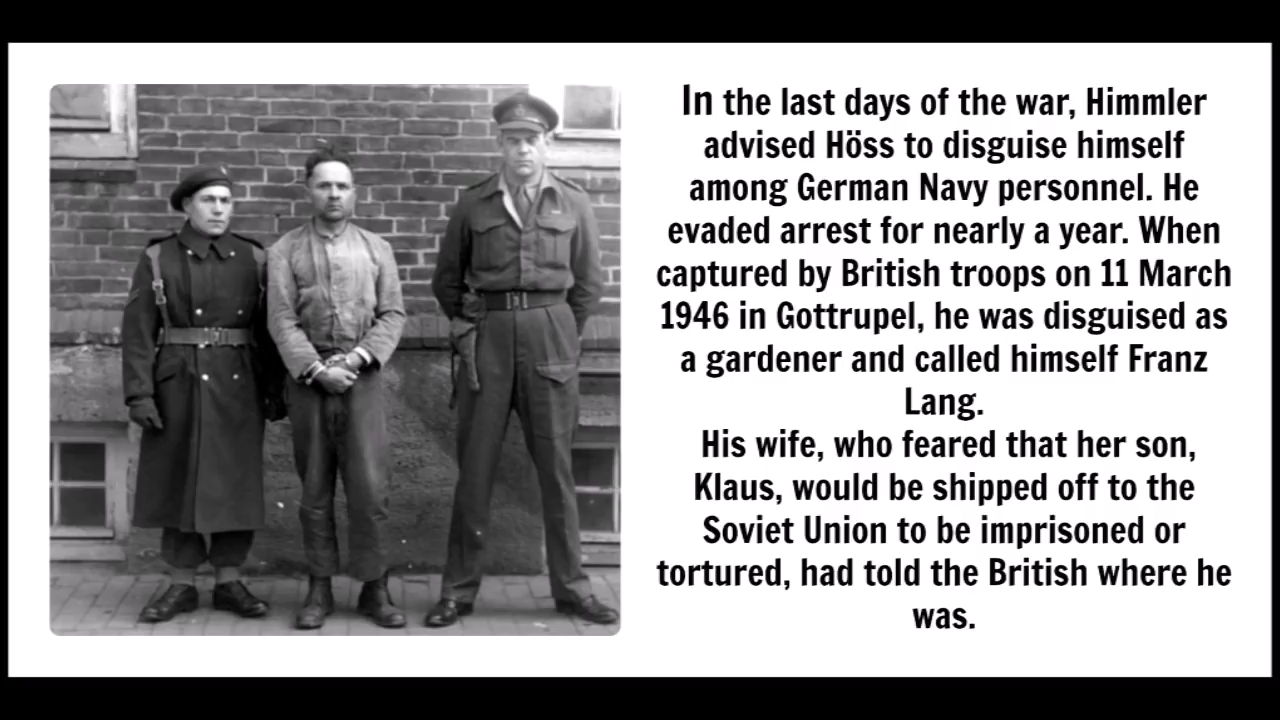 In the last days of the war, Himmler
advised Höss to disguise himself
among German Navy personnel. He
evaded arrest for nearly a year. When
captured by British troops on 11 March
1946 in Gottrupel, he was disguised as
a gardener and called himself Franz
Lang.
His wife, who feared that her son,
Klaus, would be shipped off to the
Soviet Union to be imprisoned or
tortured, had told the British where he
was.